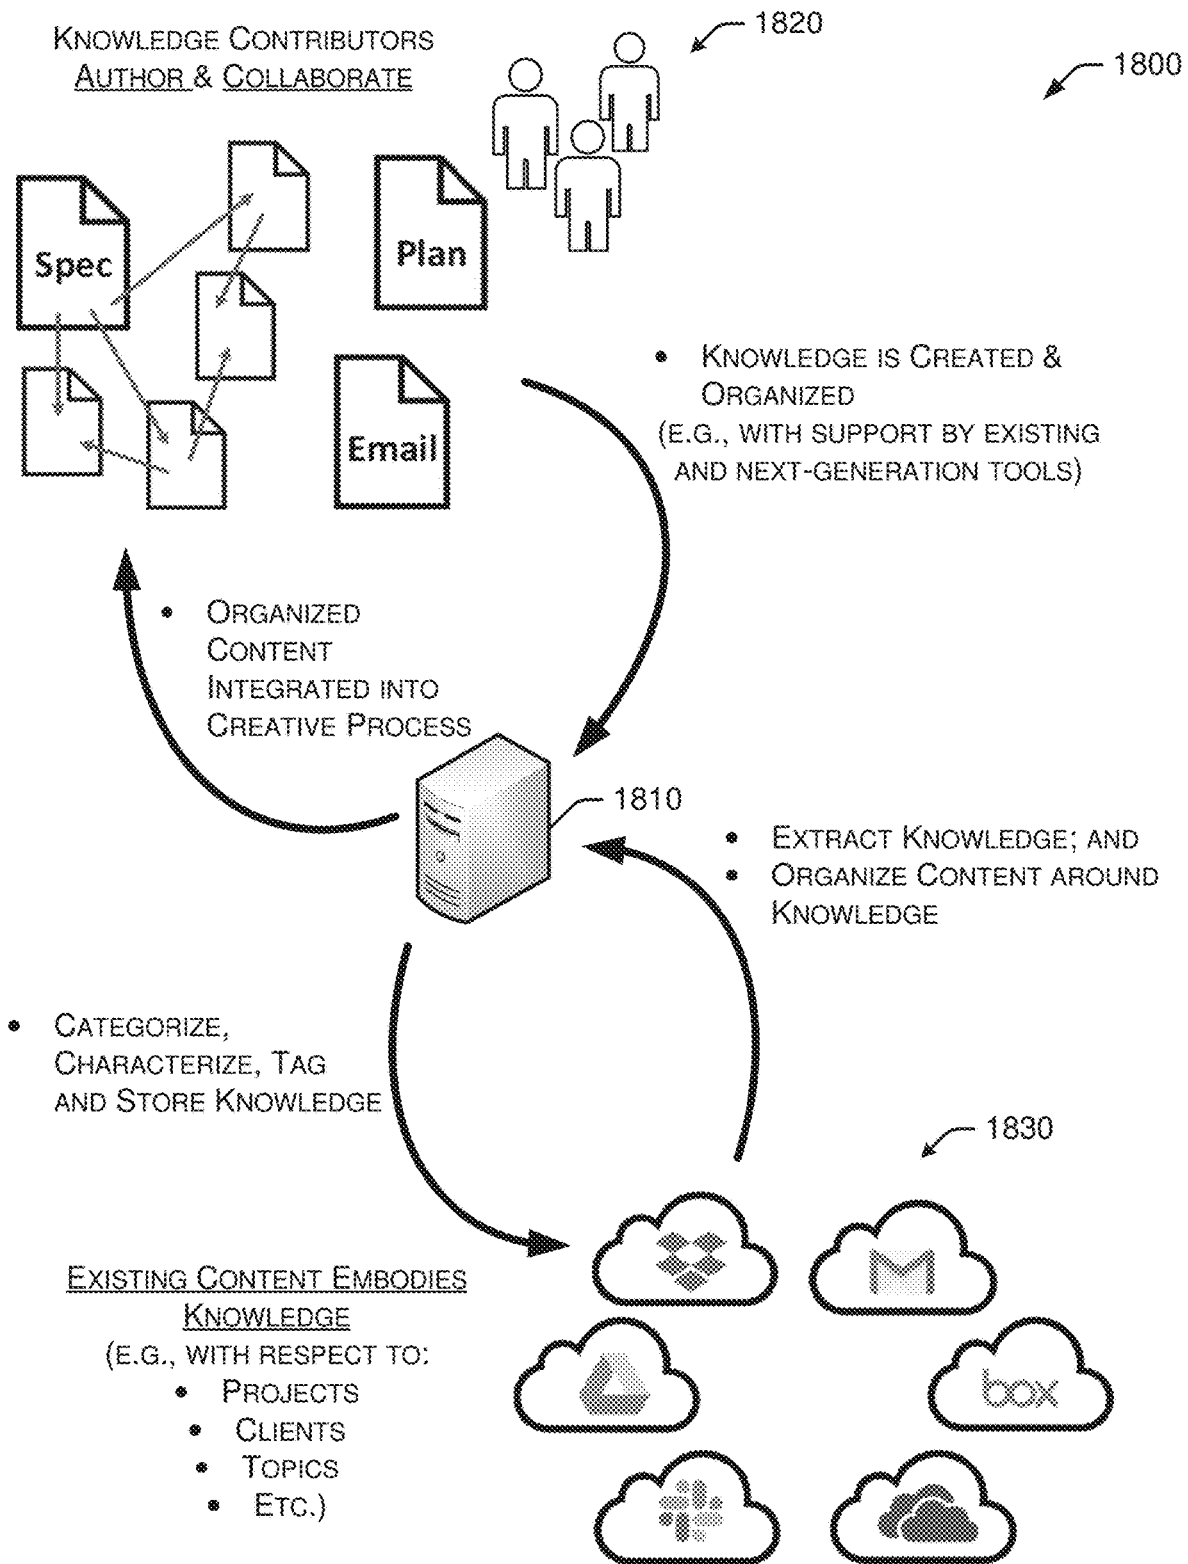 KNOWLEDGE CONTRIBUTORS
AUTHOR & COLLABORATE
1820
1800
Spec
Plan
Email
• KNOWLEDGE IS CREATED &
ORGANIZED
(E.G., WITH SUPPORT BY EXISTING
AND NEXT-GENERATION TOOLS)
• ORGANIZED
CONTENT
INTEGRATED INTO
CREATIVE PROCESS
1810
• EXTRACT KNOWLEDGE; AND
• ORGANIZE CONTENT AROUND
KNOWLEDGE
• CATEGORIZE,
CHARACTERIZE, TAG
AND STORE KNOWLEDGE
1830
EXISTING CONTENT EMBODIES
KNOWLEDGE
(E.G., WITH RESPECT TO:
• PROJECTS
• CLIENTS
• TOPICS
• ETC.)
box